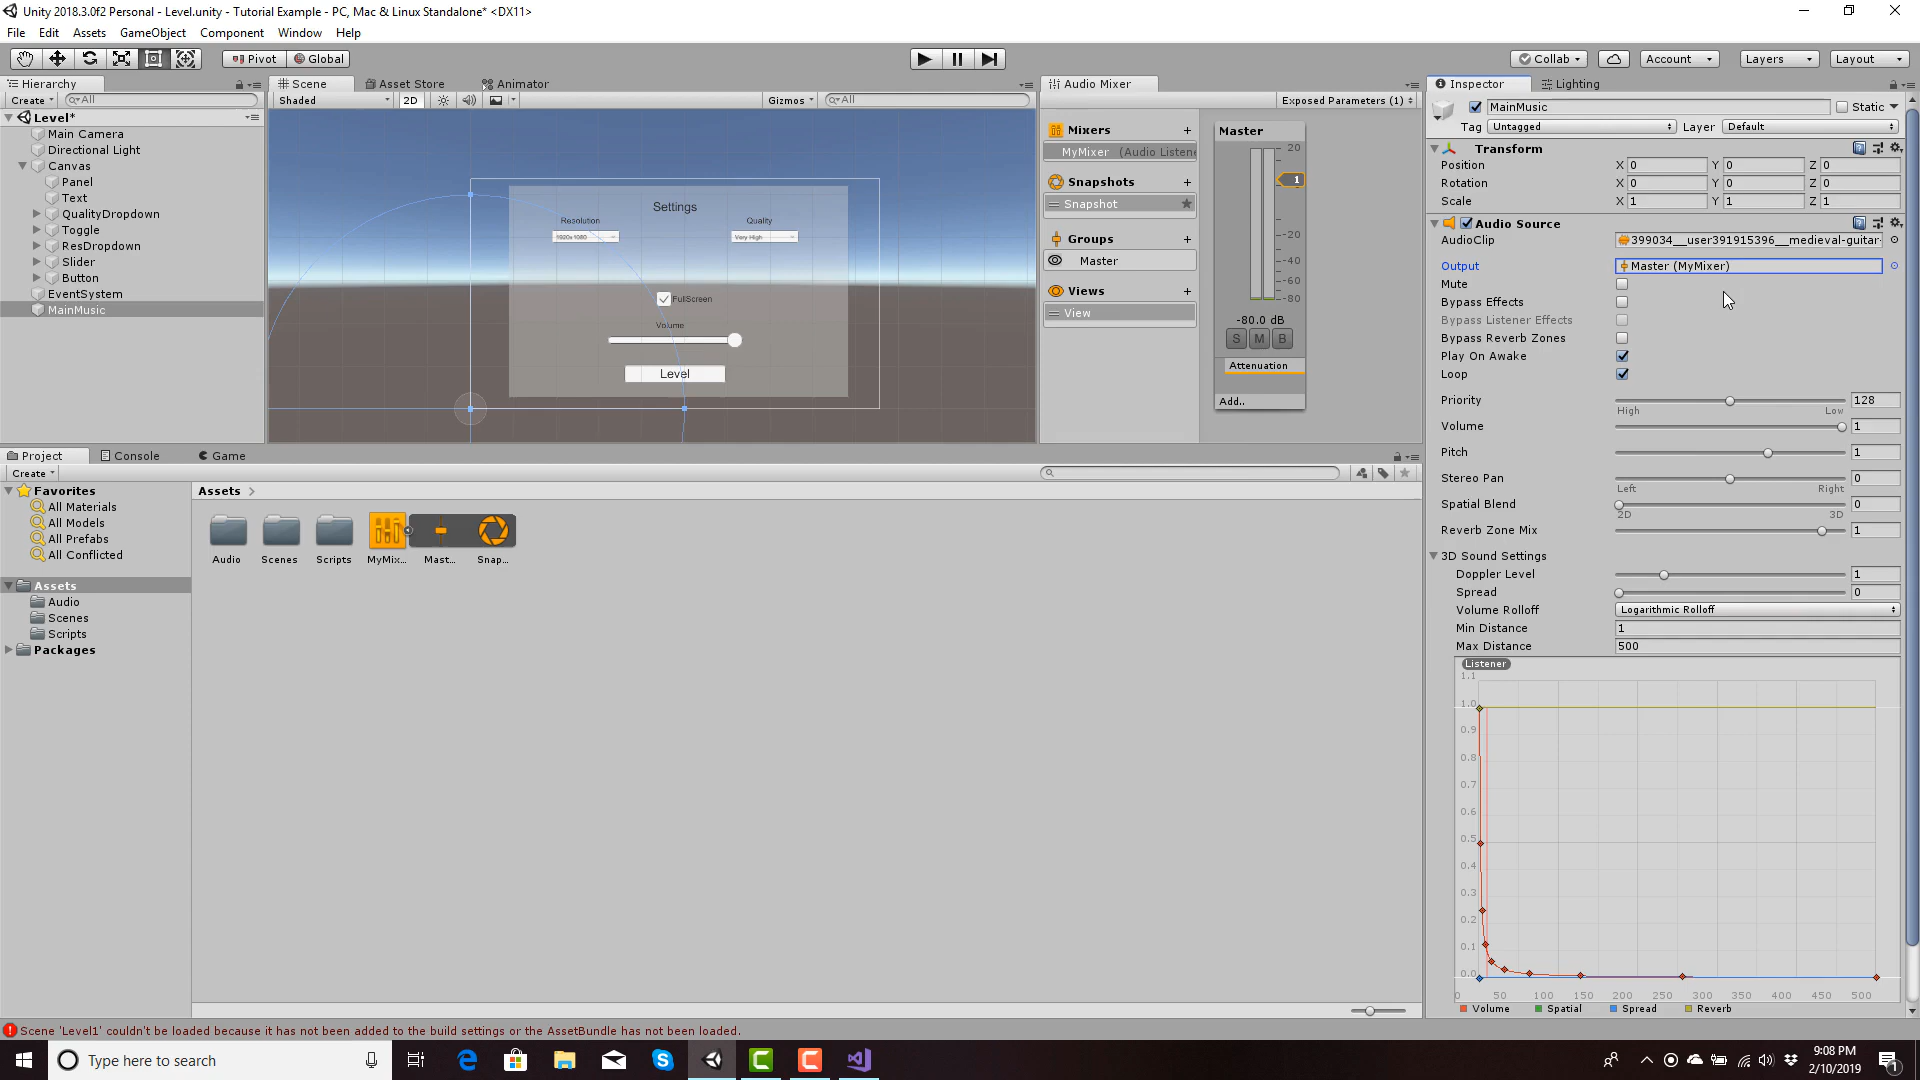 Unity 2018.3.0f2 Personal - Level.unity - Tutorial Example - PC, Mac & Linux Standalone* <DX11>
File Edit Assets GameObject Component Window Help
Pivot Global Collab Account Layers Layout
Hierarchy
Create All
Level*
Main Camera
Directional Light
Canvas
Panel
Text
QualityDropdown
Toggle
ResDropdown
Slider
Button
EventSystem
MainMusic
Scene Asset Store Animator
Shaded 2D Gizmos All
Settings
Resolution Quality
1920x1080 Very High
FullScreen
Volume
Level
Audio Mixer
Exposed Parameters (1)
Mixers +
MyMixer (Audio Listene
Snapshots +
Snapshot
Groups +
Master
Views +
View
Master
20
1
-20
-40
-60
-80
-80.0 dB
S M B
Attenuation
Add..
Inspector Lighting
MainMusic Static
Tag Untagged Layer Default
Transform
Position X 0 Y 0 Z 0
Rotation X 0 Y 0 Z 0
Scale X 1 Y 1 Z 1
Audio Source
AudioClip 399034__user391915396__medieval-guitar-
Output Master (MyMixer)
Mute
Bypass Effects
Bypass Listener Effects
Bypass Reverb Zones
Play On Awake
Loop
Priority 128
High Low
Volume 1
Pitch 1
Stereo Pan 0
Left Right
Spatial Blend 0
2D 3D
Reverb Zone Mix 1
3D Sound Settings
Doppler Level 1
Spread 0
Volume Rolloff Logarithmic Rolloff
Min Distance 1
Max Distance 500
Listener
1.1
1.0
0.9
0.8
0.7
0.6
0.5
0.4
0.3
0.2
0.1
0.0
0 50 100 150 200 250 300 350 400 450 500
Volume Spatial Spread Reverb
Project Console Game
Create
Favorites
All Materials
All Models
All Prefabs
All Conflicted
Assets
Audio
Scenes
Scripts
Packages
Assets
Audio Scenes Scripts MyMix... Mast... Snap...
Scene 'Level1' couldn't be loaded because it has not been added to the build settings or the AssetBundle has not been loaded.
Type here to search
9:08 PM
2/10/2019
1